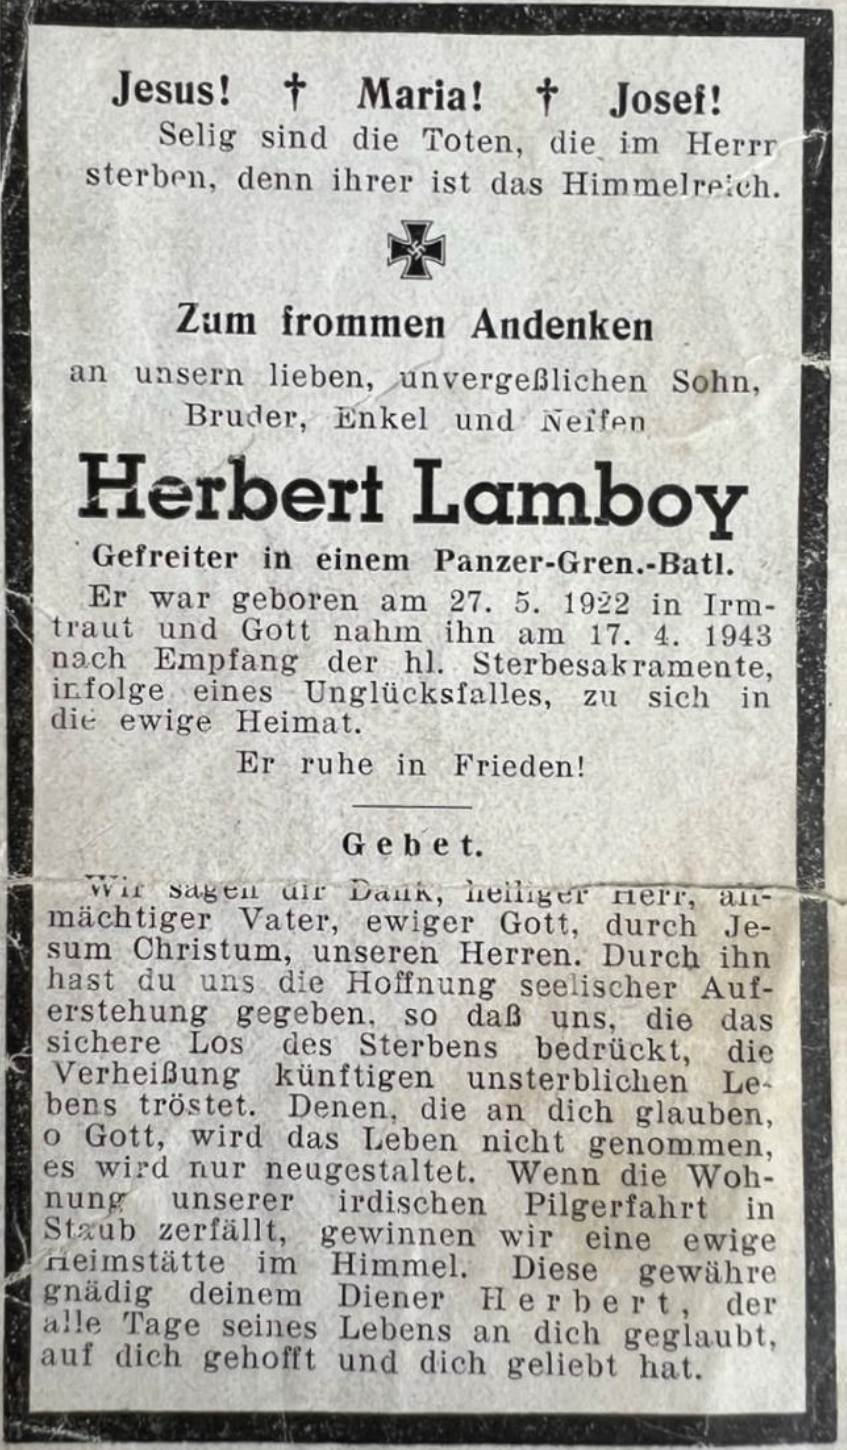 Jesus! † Maria! † Josef!
Selig sind die Toten, die im Herrr
sterben, denn ihrer ist das Himmelreich.
Zum frommen Andenken
an unsern lieben, unvergeßlichen Sohn,
Bruder, Enkel und Neffen
Herbert Lamboy
Gefreiter in einem Panzer-Gren.-Batl.
Er war geboren am 27. 5. 1922 in Irm-
traut und Gott nahm ihn am 17. 4. 1943
nach Empfang der hl. Sterbesakramente,
infolge eines Unglücksfalles, zu sich in
die ewige Heimat.
Er ruhe in Frieden!
Gebet.
Wir sagen dir Dank, heiliger Herr, all-
mächtiger Vater, ewiger Gott, durch Je-
sum Christum, unseren Herren. Durch ihn
hast du uns die Hoffnung seelischer Auf-
erstehung gegeben, so daß uns, die das
sichere Los des Sterbens bedrückt, die
Verheißung künftigen unsterblichen Le-
bens tröstet. Denen, die an dich glauben,
o Gott, wird das Leben nicht genommen,
es wird nur neugestaltet. Wenn die Woh-
nung unserer irdischen Pilgerfahrt in
Staub zerfällt, gewinnen wir eine ewige
Heimstätte im Himmel. Diese gewähre
gnädig deinem Diener Herbert, der
alle Tage seines Lebens an dich geglaubt,
auf dich gehofft und dich geliebt hat.